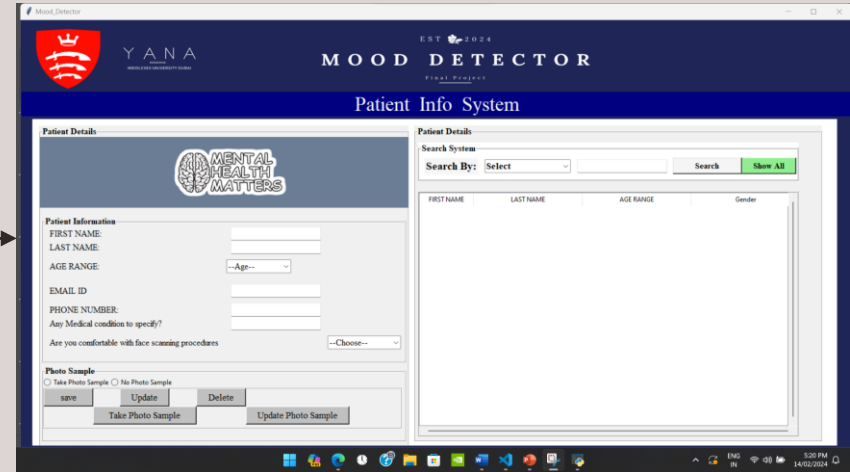 Mood_Detector
YANA
MIDDLESEX UNIVERSITY DUBAI
EST 2024
MOOD DETECTOR
Final Project
Patient Info System
Patient Details
MENTAL
HEALTH
MATTERS
Patient Information
FIRST NAME:
LAST NAME:
AGE RANGE:
--Age--
EMAIL ID
PHONE NUMBER:
Any Medical condition to specify?
Are you comfortable with face scanning procedures
--Choose--
Photo Sample
Take Photo Sample No Photo Sample
save Update Delete
Take Photo Sample Update Photo Sample
Patient Details
Search System
Search By: Select Search Show All
FIRST NAME LAST NAME AGE RANGE Gender
ENG
IN
5:20 PM
14/02/2024